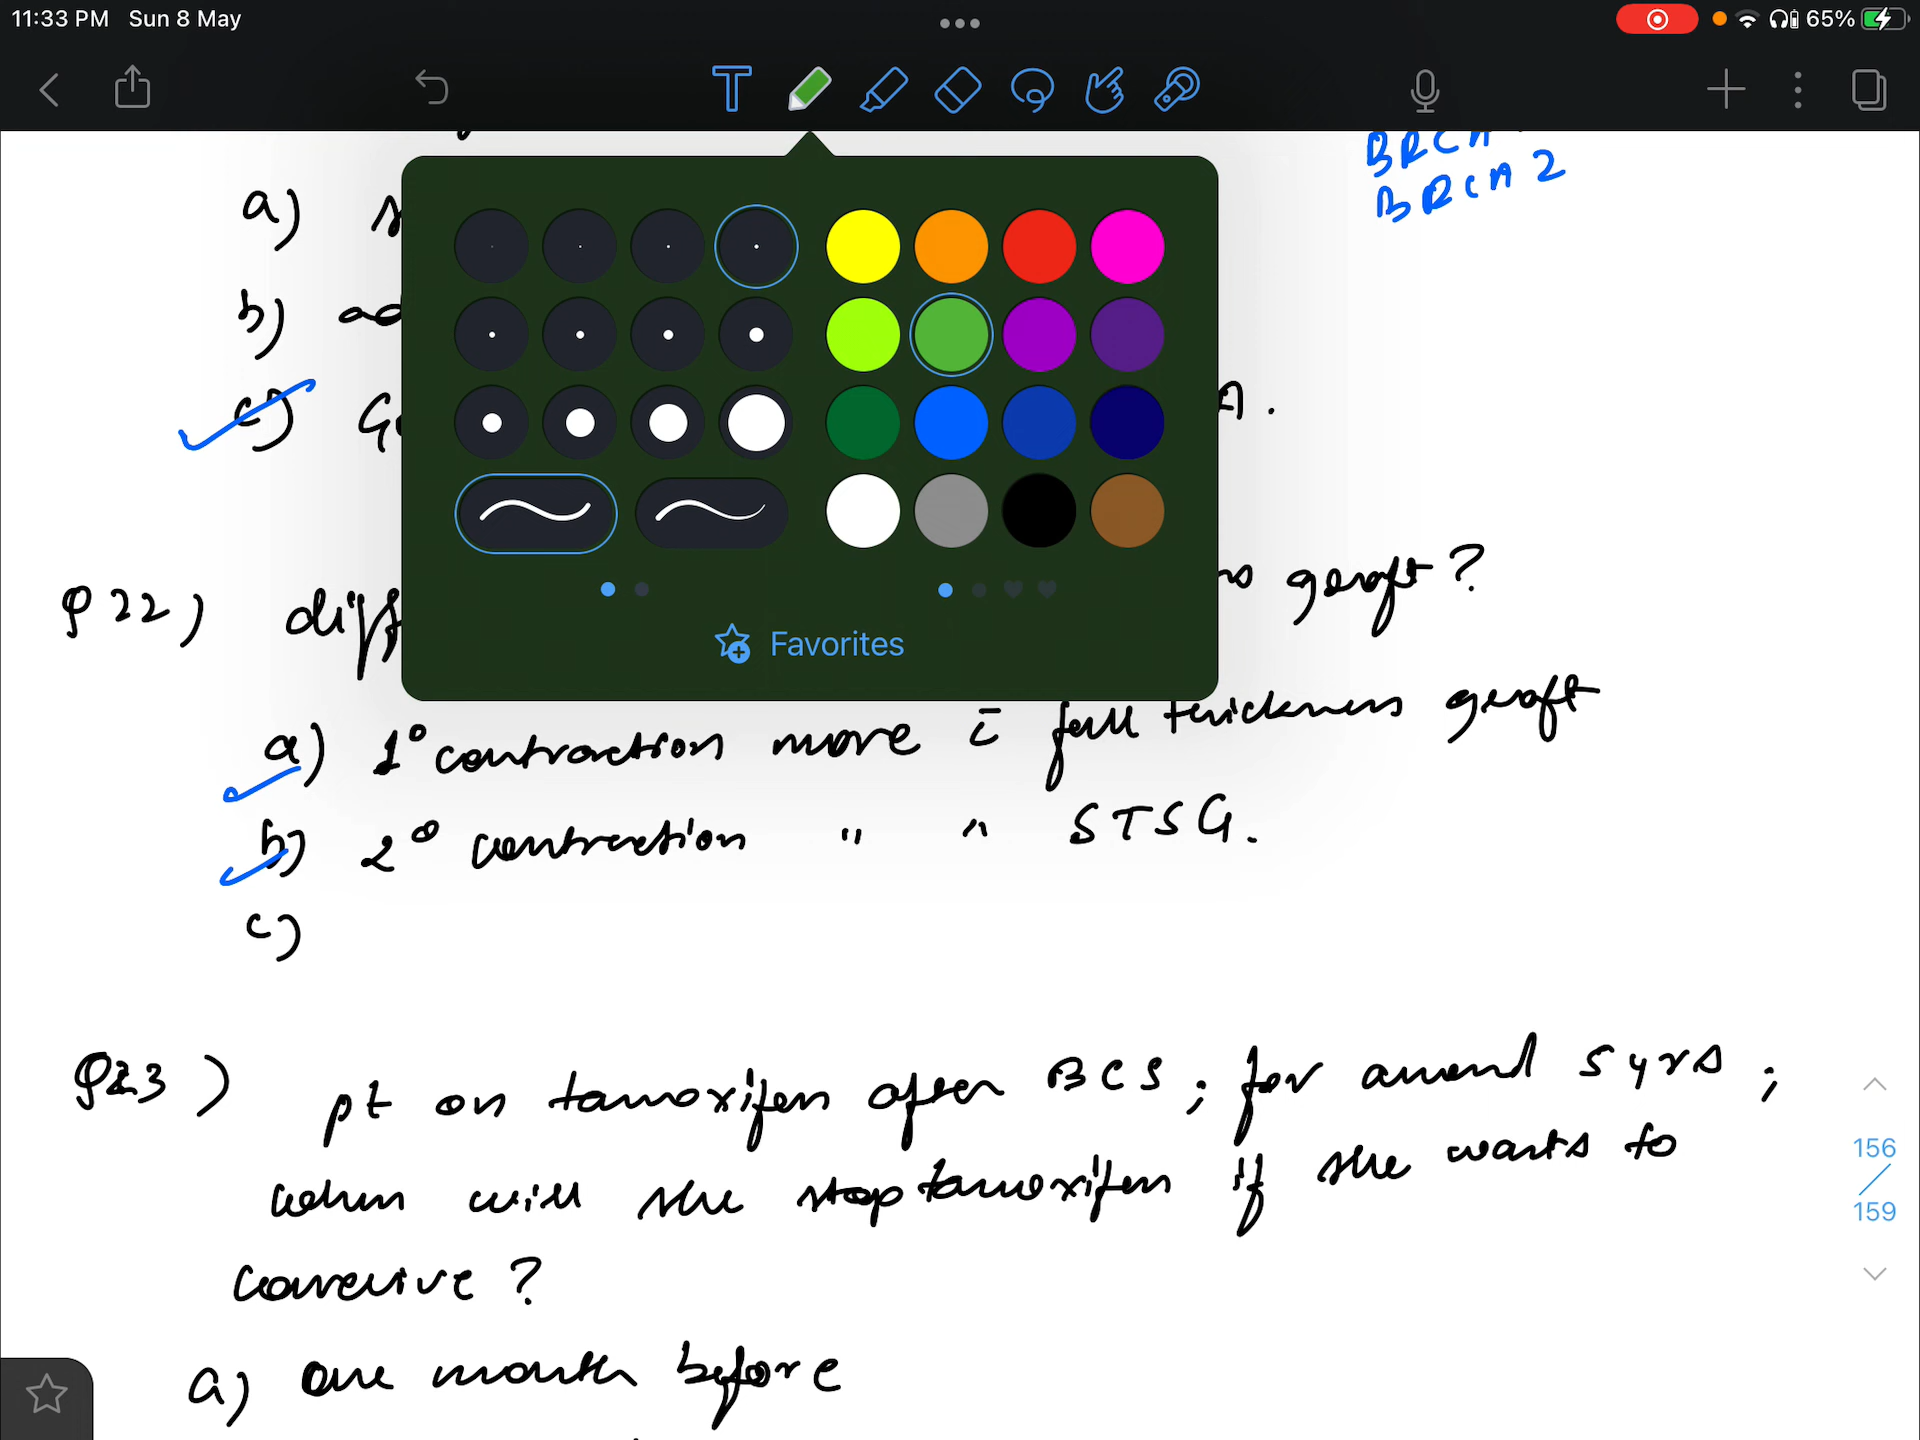 11:33 PM Sun 8 May
65%
T
BRCA
BRCA 2
a)
b)
c) A.
Q22) diff graft?
a) 1° contraction more c̄ full thickness graft
b) 2° contraction " " STSG.
c)
Q23) pt on tamoxifen after BCS; for around 5 yrs;
when will she stop tamoxifen if she wants to
conceive?
a) one month before
Favorites
156
159